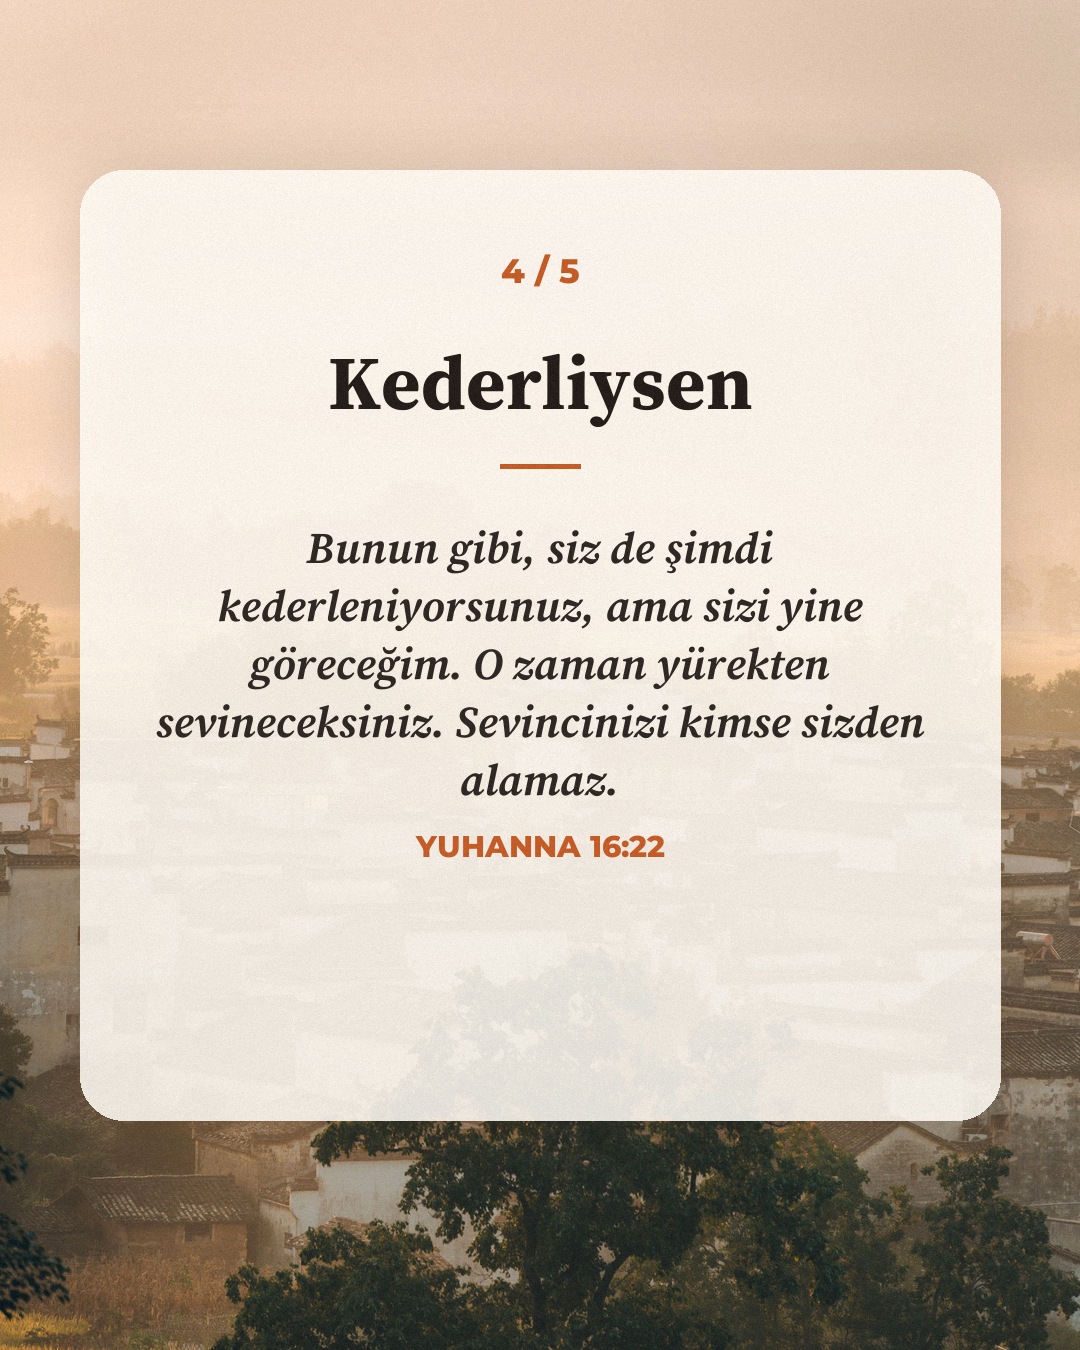 4 / 5
Kederliysen
Bunun gibi, siz de şimdi
kederleniyorsunuz, ama sizi yine
göreceğim. O zaman yürekten
sevineceksiniz. Sevincinizi kimse sizden
alamaz.
YUHANNA 16:22